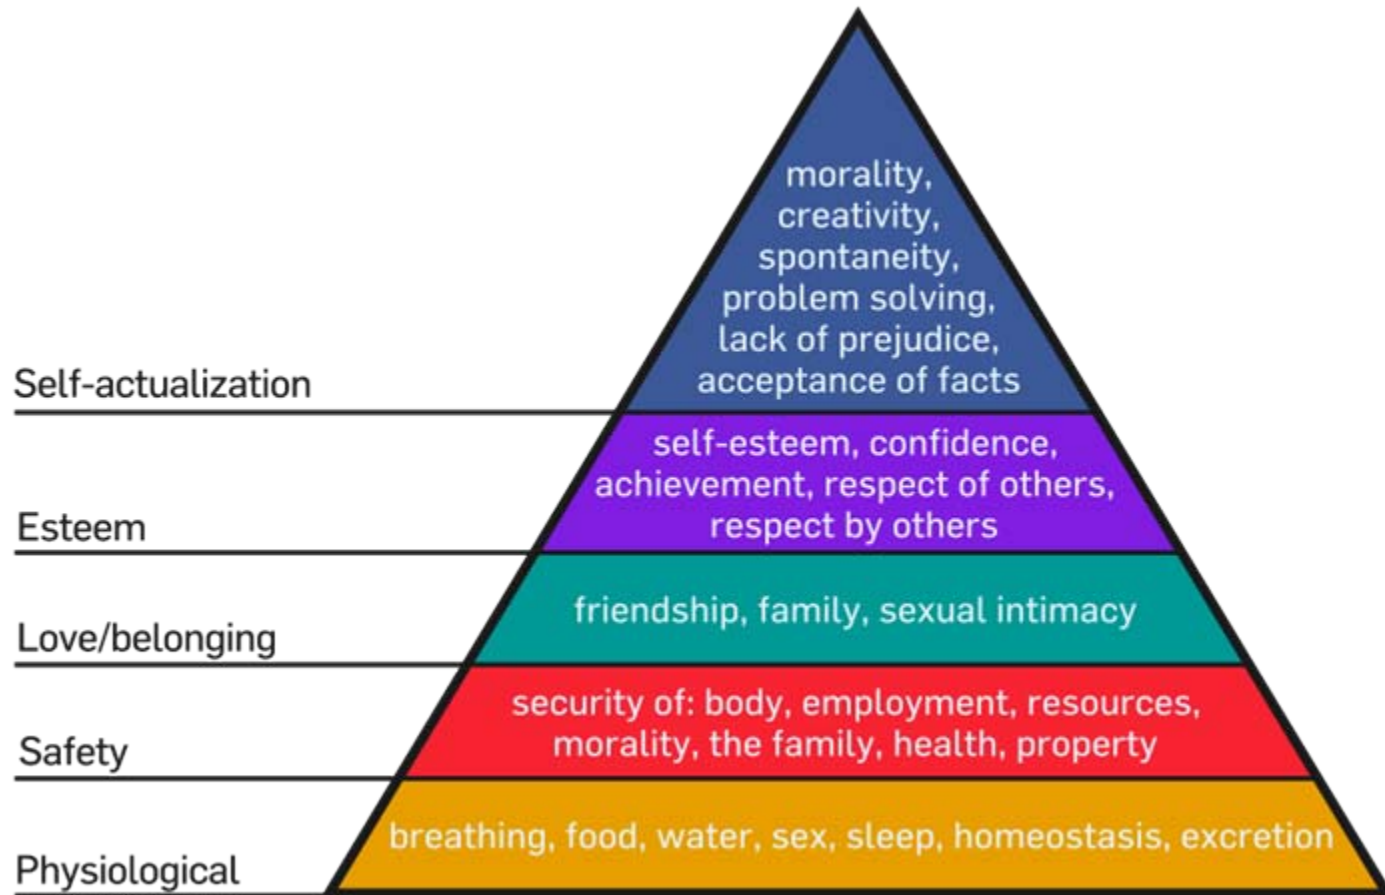 morality,
creativity,
spontaneity,
problem solving,
lack of prejudice,
acceptance of facts
Self-actualization
self-esteem, confidence,
achievement, respect of others,
respect by others
Esteem
friendship, family, sexual intimacy
Love/belonging
security of: body, employment, resources,
morality, the family, health, property
Safety
breathing, food, water, sex, sleep, homeostasis, excretion
Physiological